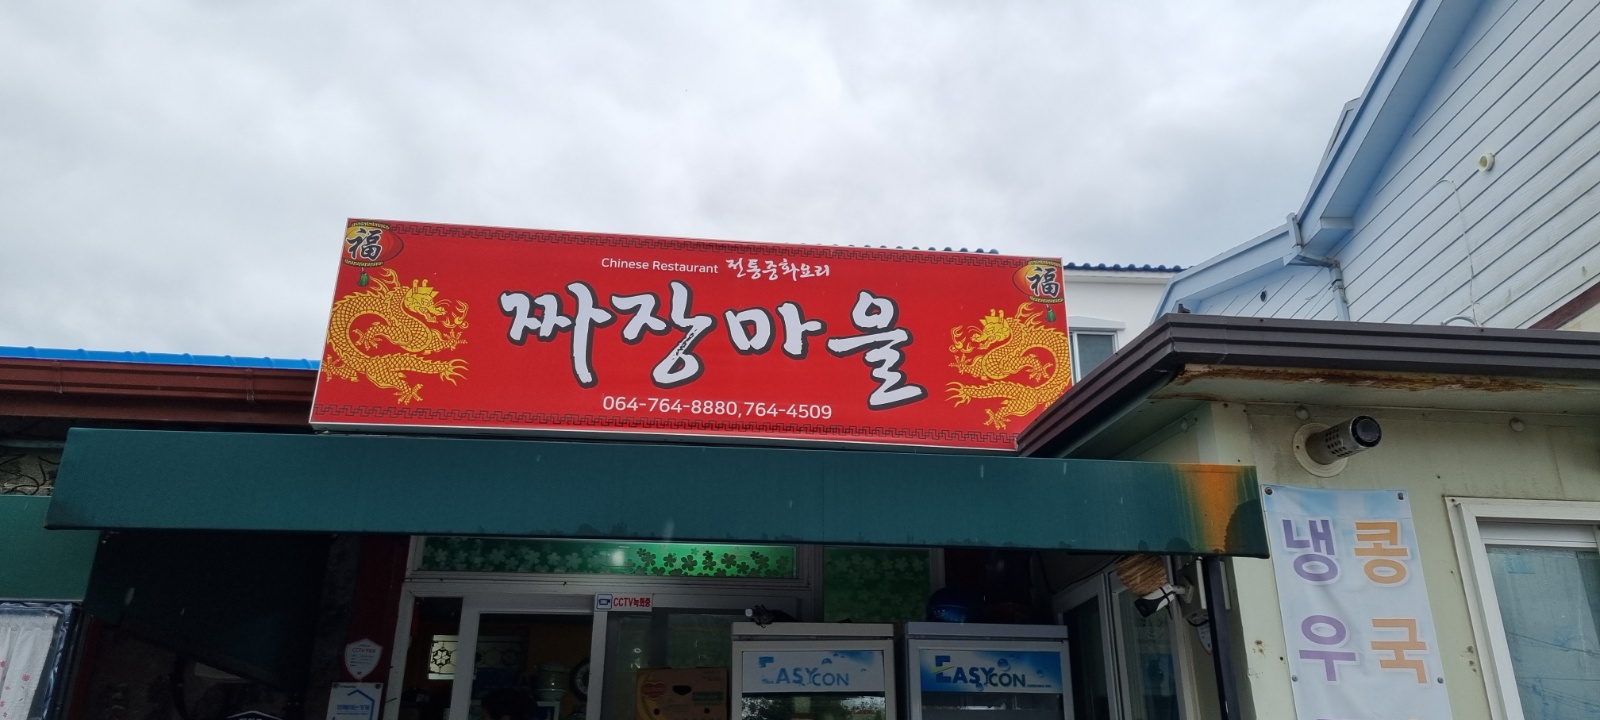 福
福
Chinese Restaurant 전통중화요리
짜장마을
064-764-8880,764-4509
CCTV녹화중
EASYCON
EASYCON
냉우
콩국